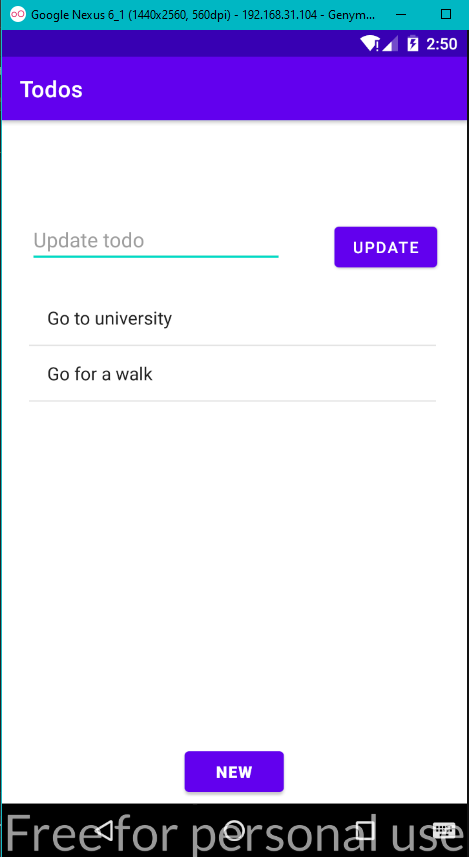 Google Nexus 6_1 (1440x2560, 560dpi) - 192.168.31.104 - Genym...
2:50
Todos
Update todo
UPDATE
Go to university
Go for a walk
NEW
Free for personal use